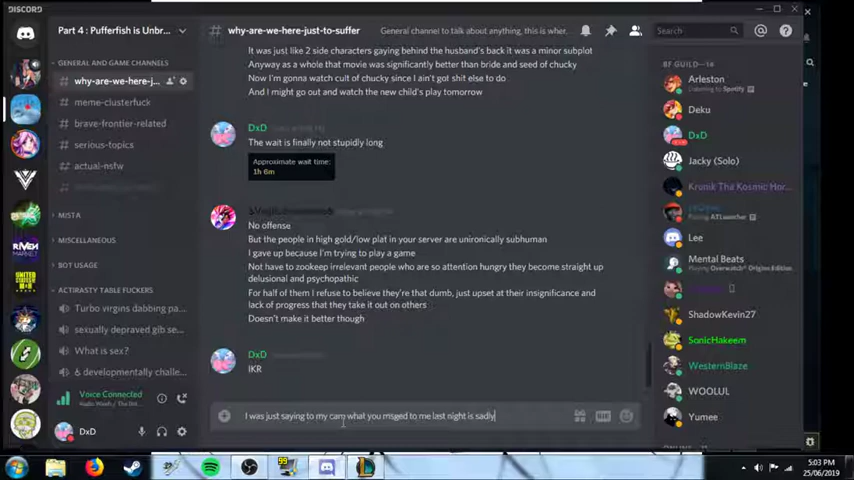 DISCORD
Part 4 : Pufferfish is Unbr...
GENERAL AND GAME CHANNELS
# why-are-we-here-j...
# meme-clusterfuck
# brave-frontier-related
# serious-topics
# actual-nsfw
MISTA
MISCELLANEOUS
BOT USAGE
ACTIRASTY TABLE FUCKERS
Turbo virgins dabbing pa...
sexually depraved gib se...
What is sex?
6 developmentally challe...
Voice Connected
DxD
# why-are-we-here-just-to-suffer
General channel to talk about anything, this is wher...
Search
It was just like 2 side characters gaying behind the husband's back it was a minor subplot
Anyway as a whole that movie was significantly better than bride and seed of chucky
Now I'm gonna watch cult of chucky since I ain't got shit else to do
And I might go out and watch the new child's play tomorrow
DxD
The wait is finally not stupidly long
Approximate wait time:
1h 6m
No offense
But the people in high gold/low plat in your server are unironically subhuman
I gave up because I'm trying to play a game
Not have to zookeep irrelevant people who are so attention hungry they become straight up
delusional and psychopathic
For half of them I refuse to believe they're that dumb, just upset at their insignificance and
lack of progress that they take it out on others
Doesn't make it better though
DxD
IKR
I was just saying to my cam what you msged to me last night is sadly
GIF
BF GUILD—16
Arleston
Listening to Spotify
Deku
DxD
Jacky (Solo)
Kronik Tha Kosmic Hor...
Playing ATLauncher
Lee
Mental Beats
Playing Overwatch® Origins Edition
ShadowKevin27
SonicHakeem
WesternBlaze
WOOLUL
Yumee
5:03 PM
25/06/2019